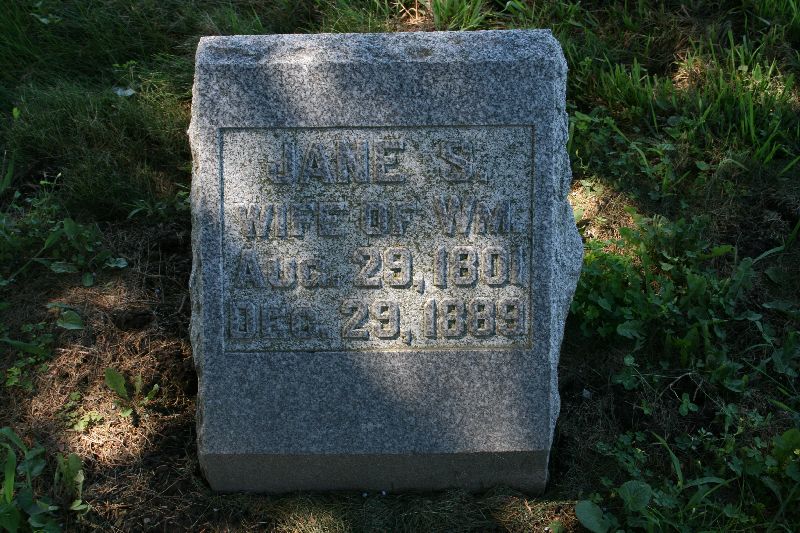 JANE S.
WIFE OF WM.
AUG. 29, 1801
DEC. 29, 1889